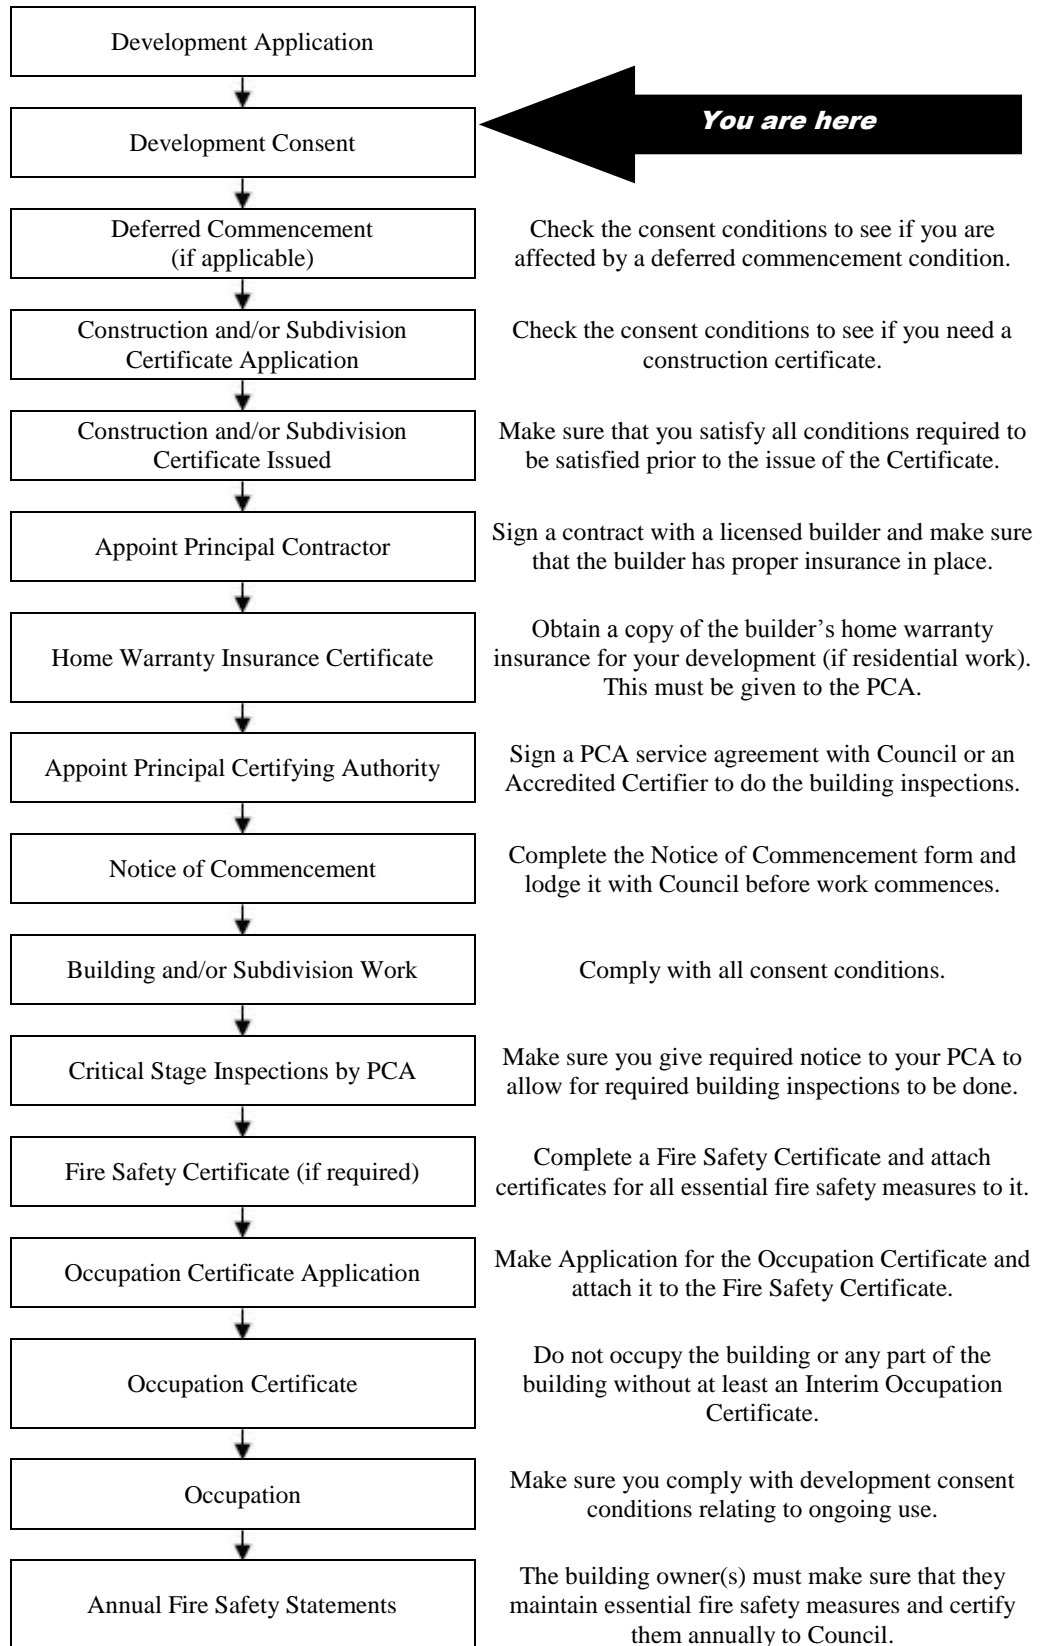 Development Application
You are here
Development Consent
Deferred Commencement
(if applicable)
Check the consent conditions to see if you are
affected by a deferred commencement condition.
Construction and/or Subdivision
Certificate Application
Check the consent conditions to see if you need a
construction certificate.
Construction and/or Subdivision
Certificate Issued
Make sure that you satisfy all conditions required to
be satisfied prior to the issue of the Certificate.
Appoint Principal Contractor
Sign a contract with a licensed builder and make sure
that the builder has proper insurance in place.
Home Warranty Insurance Certificate
Obtain a copy of the builder’s home warranty
insurance for your development (if residential work).
This must be given to the PCA.
Appoint Principal Certifying Authority
Sign a PCA service agreement with Council or an
Accredited Certifier to do the building inspections.
Notice of Commencement
Complete the Notice of Commencement form and
lodge it with Council before work commences.
Building and/or Subdivision Work
Comply with all consent conditions.
Critical Stage Inspections by PCA
Make sure you give required notice to your PCA to
allow for required building inspections to be done.
Fire Safety Certificate (if required)
Complete a Fire Safety Certificate and attach
certificates for all essential fire safety measures to it.
Occupation Certificate Application
Make Application for the Occupation Certificate and
attach it to the Fire Safety Certificate.
Occupation Certificate
Do not occupy the building or any part of the
building without at least an Interim Occupation
Certificate.
Occupation
Make sure you comply with development consent
conditions relating to ongoing use.
Annual Fire Safety Statements
The building owner(s) must make sure that they
maintain essential fire safety measures and certify
them annually to Council.